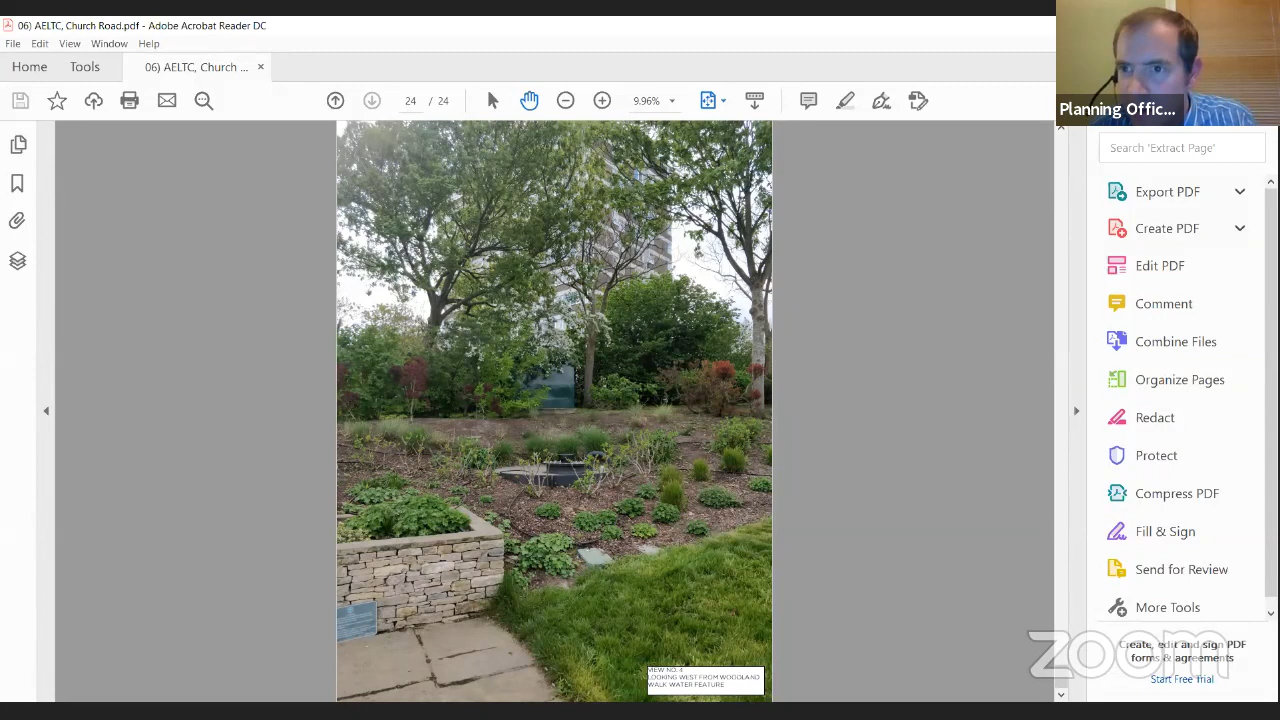 06) AELTC, Church Road.pdf - Adobe Acrobat Reader DC
File Edit View Window Help
Home Tools 06) AELTC, Church ...
24 / 24 9.96%
Planning Offic...
Search 'Extract Page'
Export PDF
Create PDF
Edit PDF
Comment
Combine Files
Organize Pages
Redact
Protect
Compress PDF
Fill & Sign
Send for Review
More Tools
Create, edit and sign PDF
forms & agreements
Start Free Trial
zoom
VIEW NO. 4
LOOKING WEST FROM WOODLAND
WALK WATER FEATURE